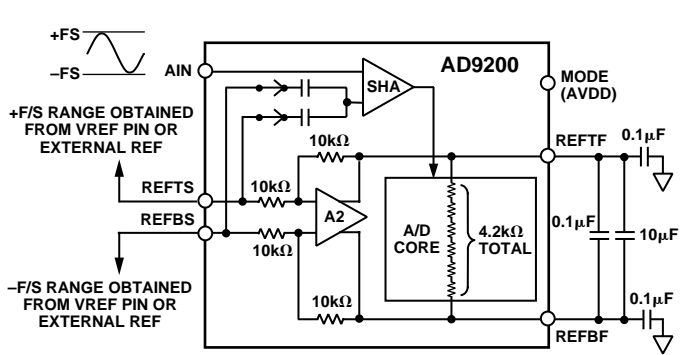 +FS
–FS
AIN
SHA
AD9200
MODE
(AVDD)
+F/S RANGE OBTAINED
FROM VREF PIN OR
EXTERNAL REF
10kΩ
REFTF
0.1µF
REFTS
10kΩ
REFBS
A2
10kΩ
A/D
CORE
4.2kΩ
TOTAL
0.1µF
10µF
–F/S RANGE OBTAINED
FROM VREF PIN OR
EXTERNAL REF
10kΩ
0.1µF
REFBF